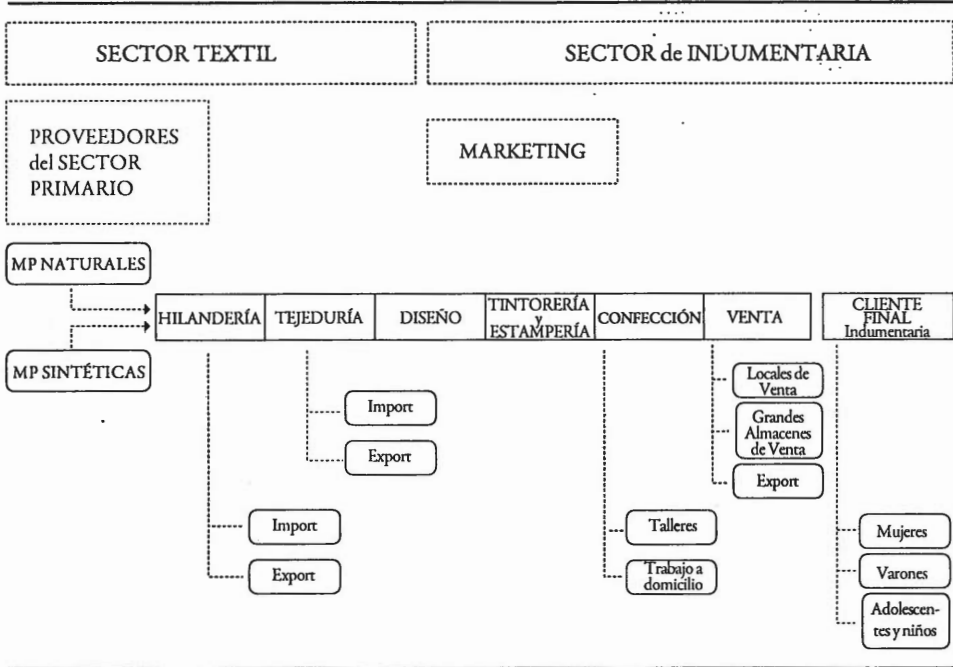 SECTOR TEXTIL
SECTOR de INDUMENTARIA
PROVEEDORES
del SECTOR
PRIMARIO
MARKETING
MP NATURALES
MP SINTÉTICAS
HILANDERÍA
TEJEDURÍA
DISEÑO
TINTORERÍA
y
ESTAMPERÍA
CONFECCIÓN
VENTA
CLIENTE
FINAL
Indumentaria
Import
Export
Import
Export
Talleres
Trabajo a
domicilio
Locales de
Venta
Grandes
Almacenes
de Venta
Export
Mujeres
Varones
Adolescen-
tes y niños